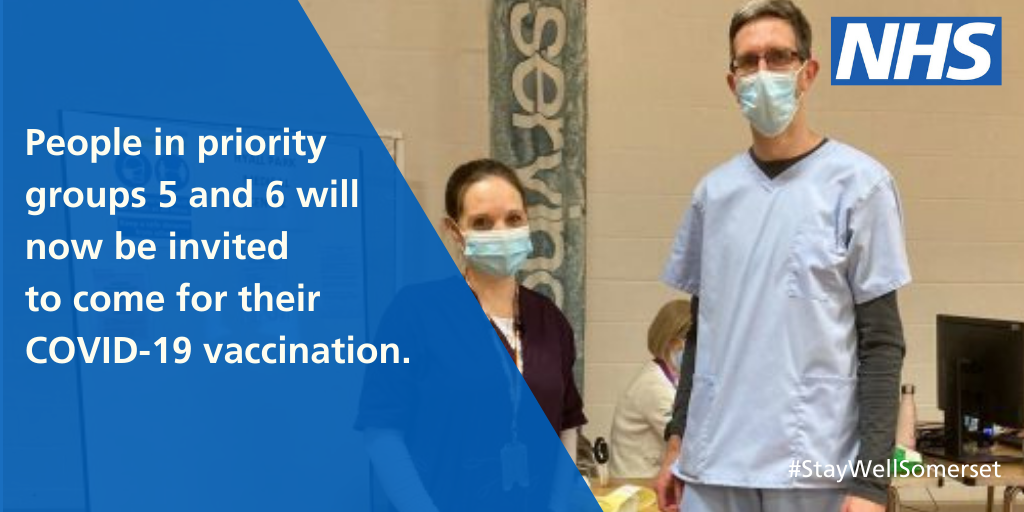 NHS
People in priority
groups 5 and 6 will
now be invited
to come for their
COVID-19 vaccination.
serving
#StayWellSomerset